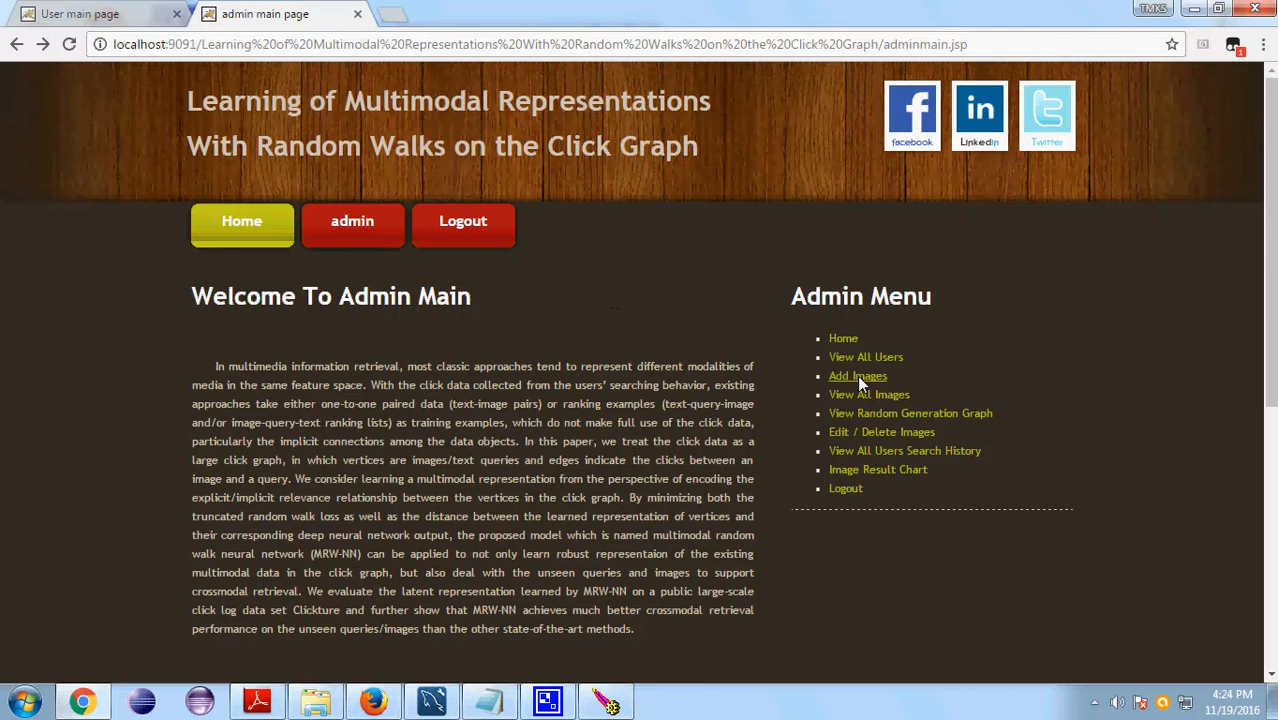 User main page
admin main page
TMKS
localhost:9091/Learning%20of%20Multimodal%20Representations%20With%20Random%20Walks%20on%20the%20Click%20Graph/adminmain.jsp
1
Learning of Multimodal Representations
With Random Walks on the Click Graph
facebook
LinkedIn
Twitter
Home
admin
Logout
Welcome To Admin Main
In multimedia information retrieval, most classic approaches tend to represent different modalities of
media in the same feature space. With the click data collected from the users' searching behavior, existing
approaches take either one-to-one paired data (text-image pairs) or ranking examples (text-query-image
and/or image-query-text ranking lists) as training examples, which do not make full use of the click data,
particularly the implicit connections among the data objects. In this paper, we treat the click data as a
large click graph, in which vertices are images/text queries and edges indicate the clicks between an
image and a query. We consider learning a multimodal representation from the perspective of encoding the
explicit/implicit relevance relationship between the vertices in the click graph. By minimizing both the
truncated random walk loss as well as the distance between the learned representation of vertices and
their corresponding deep neural network output, the proposed model which is named multimodal random
walk neural network (MRW-NN) can be applied to not only learn robust representaion of the existing
multimodal data in the click graph, but also deal with the unseen queries and images to support
crossmodal retrieval. We evaluate the latent representation learned by MRW-NN on a public large-scale
click log data set Clickture and further show that MRW-NN achieves much better crossmodal retrieval
performance on the unseen queries/images than the other state-of-the-art methods.
Admin Menu
Home
View All Users
Add Images
View All Images
View Random Generation Graph
Edit / Delete Images
View All Users Search History
Image Result Chart
Logout
4:24 PM
11/19/2016